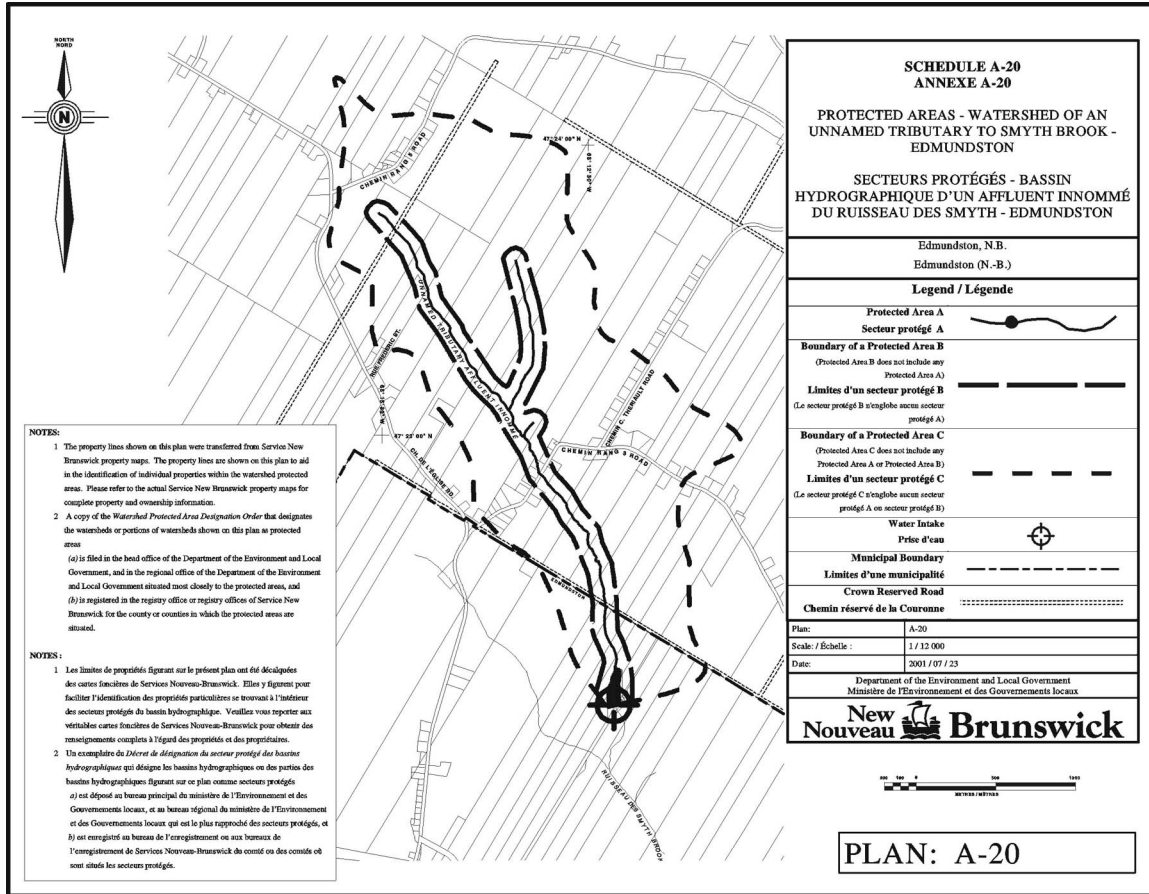 NORTH
NORD
N
SCHEDULE A-20
ANNEXE A-20
PROTECTED AREAS - WATERSHED OF AN
UNNAMED TRIBUTARY TO SMYTH BROOK -
EDMUNDSTON
SECTEURS PROTÉGÉS - BASSIN
HYDROGRAPHIQUE D'UN AFFLUENT INNOMMÉ
DU RUISSEAU DES SMYTH - EDMUNDSTON
Edmundston, N.B.
Edmundston (N.-B.)
Legend / Légende
Protected Area A
Secteur protégé A
Boundary of a Protected Area B
(Protected Area B does not include any
Protected Area A)
Limites d'un secteur protégé B
(Le secteur protégé B n'englobe aucun secteur
protégé A)
Boundary of a Protected Area C
(Protected Area C does not include any
Protected Area A or Protected Area B)
Limites d'un secteur protégé C
(Le secteur protégé C n'englobe aucun secteur
protégé A ou secteur protégé B)
Water Intake
Prise d'eau
Municipal Boundary
Limites d'une municipalité
Crown Reserved Road
Chemin réservé de la Couronne
Plan: A-20
Scale: / Échelle : 1 / 12 000
Date: 2001 / 07 / 23
Department of the Environment and Local Government
Ministère de l'Environnement et des Gouvernements locaux
New
Nouveau Brunswick
500 1000
METRES / MÈTRES
PLAN: A-20
CHEMIN RANG 8 ROAD
47° 24' 00" N
UNNAMED TRIBUTARY AFFLUENT INNOMMÉ
RUE FREDERIC ST.
47° 23' 00" N
CH. DE L'ÉGLISE RD.
CHEMIN C. THERIAULT ROAD
CHEMIN RANG 5 ROAD
EDMUNDSTON
RUISSEAU DES SMYTH BROOK
NOTES:
1 The property lines shown on this plan were transferred from Service New
Brunswick property maps. The property lines are shown on this plan to aid
in the identification of individual properties within the watershed protected
areas. Please refer to the actual Service New Brunswick property maps for
complete property and ownership information.
2 A copy of the Watershed Protected Area Designation Order that designates
the watersheds or portions of watersheds shown on this plan as protected
areas
(a) is filed in the head office of the Department of the Environment and Local
Government, and in the regional office of the Department of the Environment
and Local Government situated most closely to the protected areas, and
(b) is registered in the registry office or registry offices of Service New
Brunswick for the county or counties in which the protected areas are
situated.
NOTES :
1 Les limites de propriétés figurant sur le présent plan ont été décalquées
des cartes foncières de Services Nouveau-Brunswick. Elles y figurent pour
faciliter l'identification des propriétés particulières se trouvant à l'intérieur
des secteurs protégés du bassin hydrographique. Veuillez vous reporter aux
véritables cartes foncières de Services Nouveau-Brunswick pour obtenir des
renseignements complets à l'égard des propriétés et des propriétaires.
2 Un exemplaire du Décret de désignation du secteur protégé des bassins
hydrographiques qui désigne les bassins hydrographiques ou des parties des
bassins hydrographiques figurant sur ce plan comme secteurs protégés
a) est déposé au bureau principal du ministère de l'Environnement et des
Gouvernements locaux, et au bureau régional du ministère de l'Environnement
et des Gouvernements locaux qui est le plus rapproché des secteurs protégés, et
b) est enregistré au bureau de l'enregistrement ou aux bureaux de
l'enregistrement de Services Nouveau-Brunswick du comté ou des comtés où
sont situés les secteurs protégés.